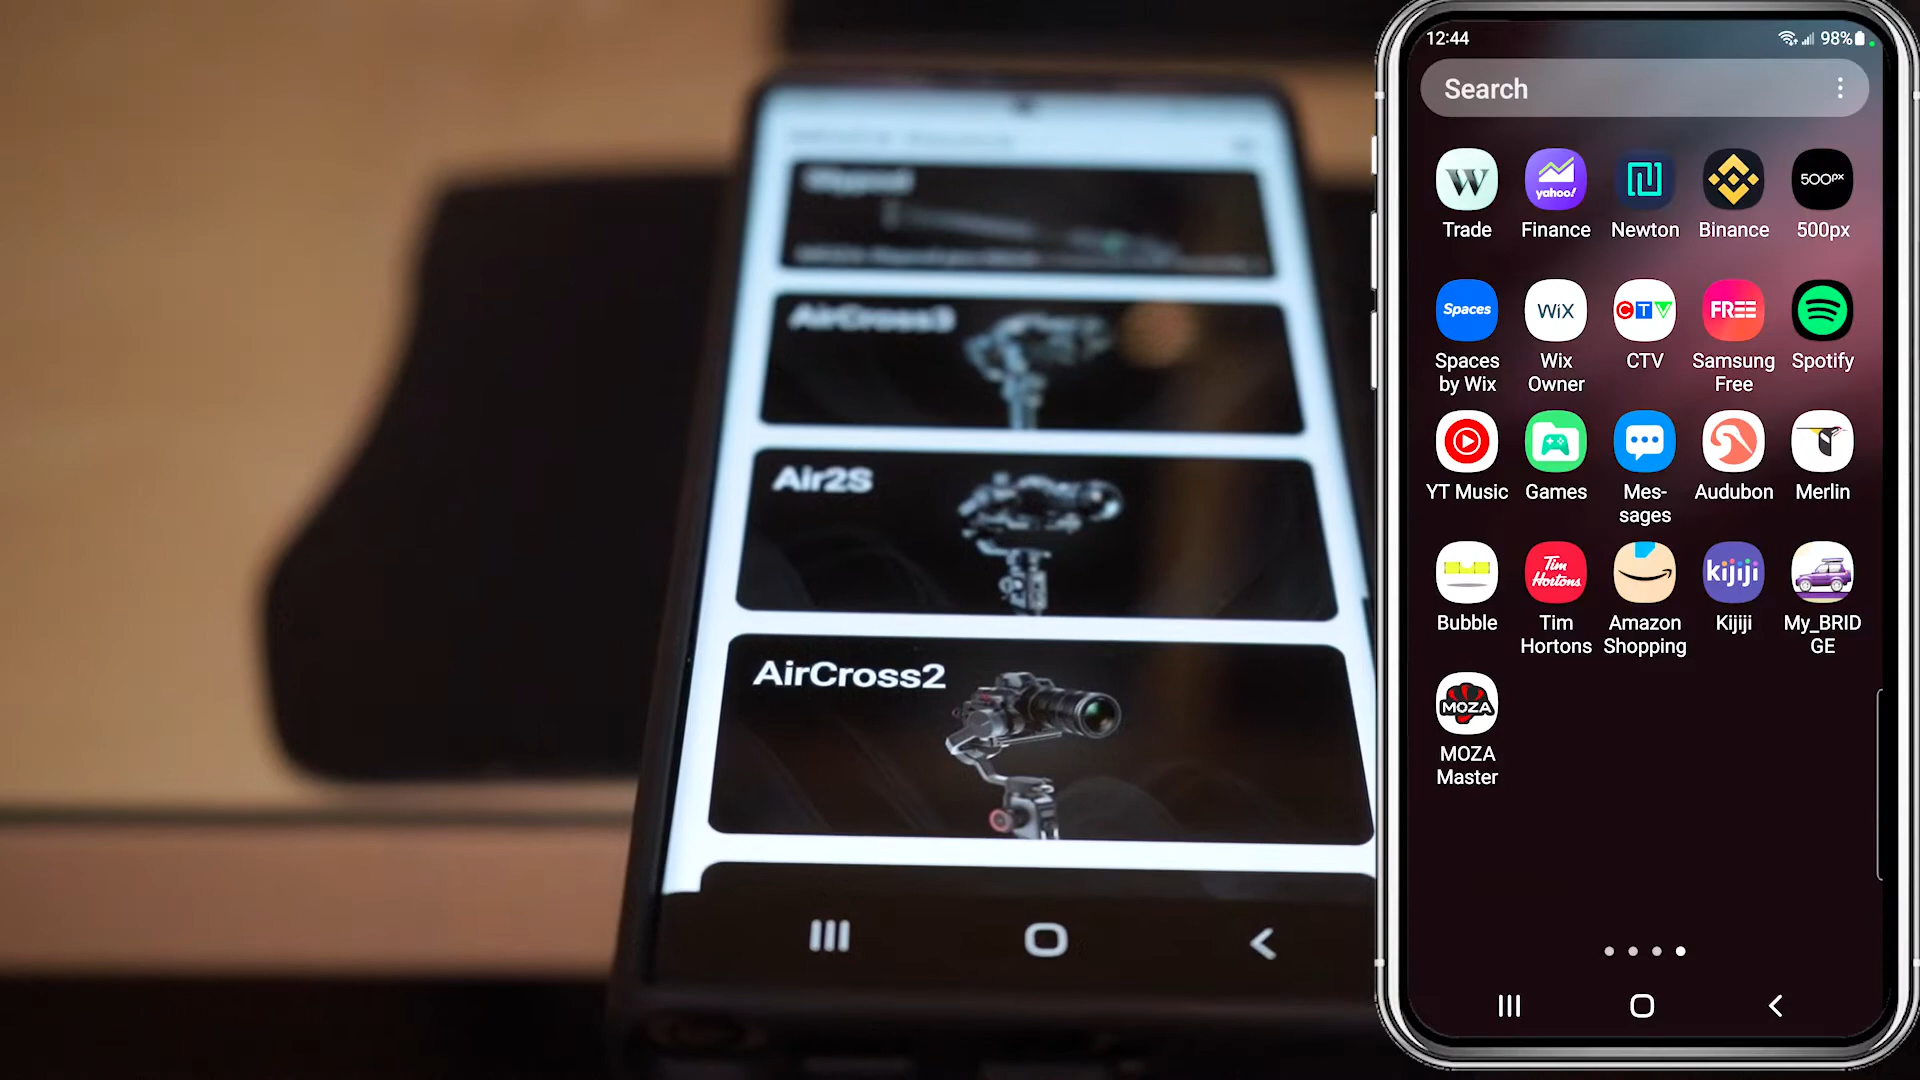 AirCross3
Air2S
AirCross2
12:44
98%
Search
W
yahoo!
500px
Trade
Finance
Newton
Binance
500px
Spaces
WiX
CTV
FREE
Spaces
by Wix
Wix
Owner
CTV
Samsung
Free
Spotify
YT Music
Games
Mes-
sages
Audubon
Merlin
Tim
Hortons
kijiji
Bubble
Tim
Hortons
Amazon
Shopping
Kijiji
My_BRID
GE
MOZA
MOZA
Master